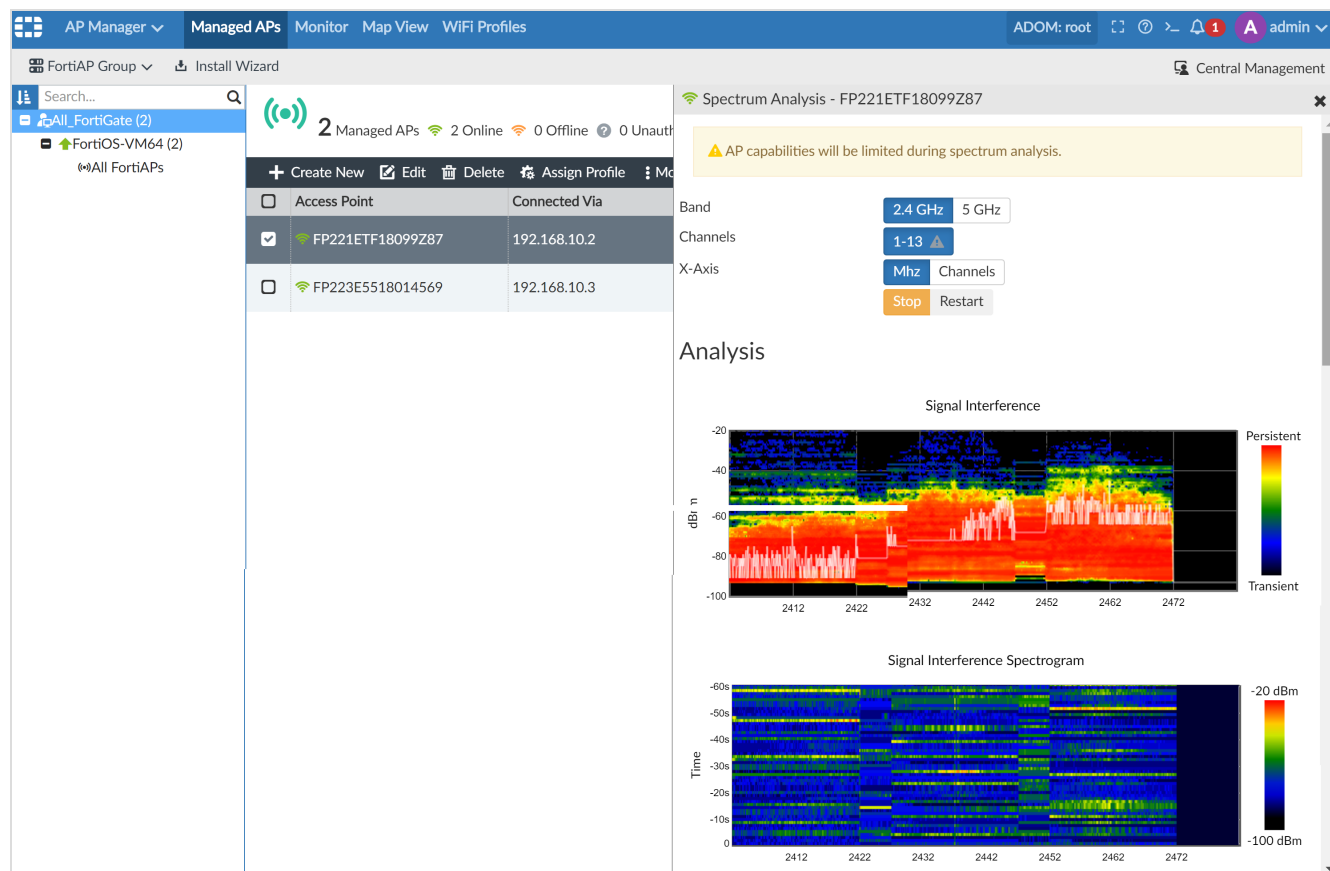 AP Manager Managed APs Monitor Map View WiFi Profiles ADOM: root 1 A admin
FortiAP Group Install Wizard Central Management
Search...
All_FortiGate (2)
FortiOS-VM64 (2)
All FortiAPs
2 Managed APs 2 Online 0 Offline 0 Unauth
Create New Edit Delete Assign Profile Mo
Access Point Connected Via
FP221ETF18099Z87 192.168.10.2
FP223E5518014569 192.168.10.3
Spectrum Analysis - FP221ETF18099Z87
AP capabilities will be limited during spectrum analysis.
Band 2.4 GHz 5 GHz
Channels 1-13
X-Axis Mhz Channels
Stop Restart
Analysis
Signal Interference
-20
-40
-60
-80
-100
dBr m
2412 2422 2432 2442 2452 2462 2472
Persistent
Transient
Signal Interference Spectrogram
-60s
-50s
-40s
-30s
-20s
-10s
0
Time
2412 2422 2432 2442 2452 2462 2472
-20 dBm
-100 dBm